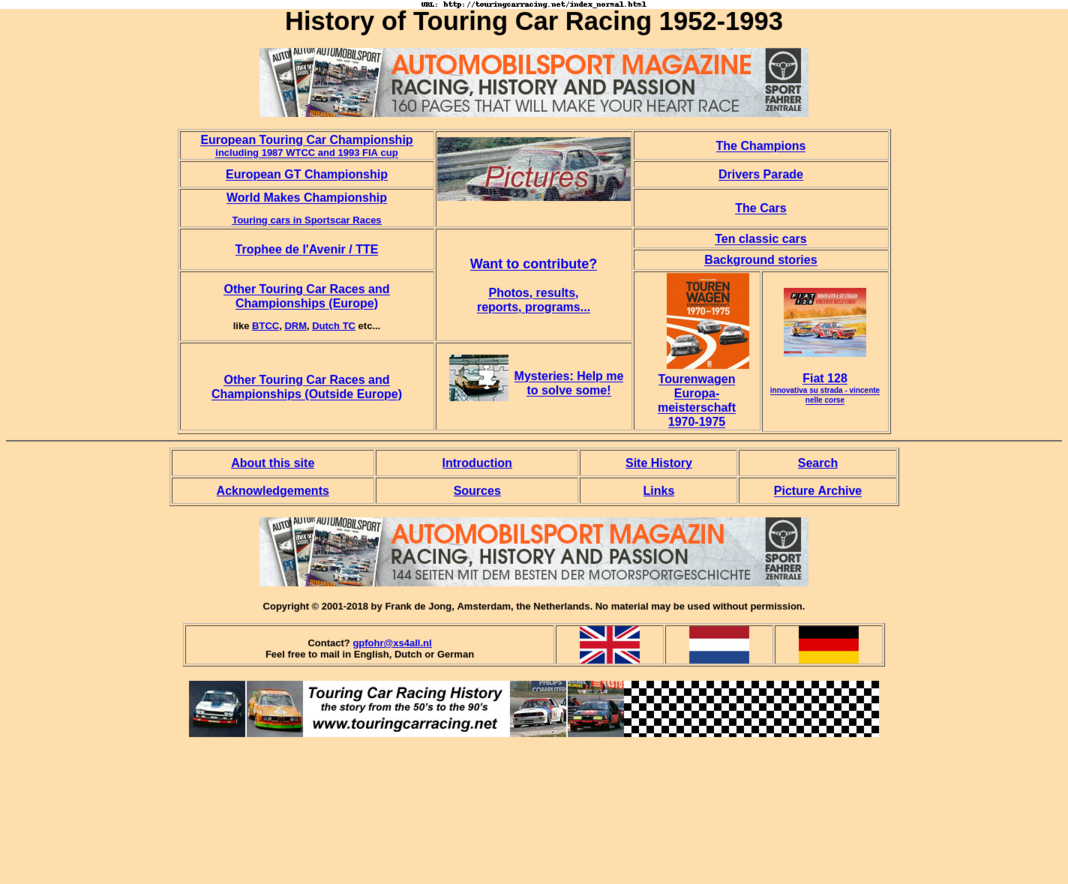 URL: http://touringcarracing.net/index_normal.html
History of Touring Car Racing 1952-1993
AUTOMOBILSPORT MAGAZINE
RACING, HISTORY AND PASSION
160 PAGES THAT WILL MAKE YOUR HEART RACE
SPORT
FAHRER
ZENTRALE
European Touring Car Championship
including 1987 WTCC and 1993 FIA cup
Pictures
The Champions
European GT Championship
Drivers Parade
World Makes Championship
Touring cars in Sportscar Races
The Cars
Trophee de l'Avenir / TTE
Want to contribute?
Photos, results,
reports, programs...
Ten classic cars
Background stories
Other Touring Car Races and
Championships (Europe)
like BTCC, DRM, Dutch TC etc...
TOUREN
WAGEN
1970–1975
Tourenwagen
Europa-
meisterschaft
1970-1975
FIAT
128
Fiat 128
innovativa su strada - vincente
nelle corse
Other Touring Car Races and
Championships (Outside Europe)
Mysteries: Help me
to solve some!
About this site
Introduction
Site History
Search
Acknowledgements
Sources
Links
Picture Archive
AUTOMOBILSPORT MAGAZIN
RACING, HISTORY AND PASSION
144 SEITEN MIT DEM BESTEN DER MOTORSPORTGESCHICHTE
SPORT
FAHRER
ZENTRALE
Copyright © 2001-2018 by Frank de Jong, Amsterdam, the Netherlands. No material may be used without permission.
Contact? gpfohr@xs4all.nl
Feel free to mail in English, Dutch or German
Touring Car Racing History
the story from the 50's to the 90's
www.touringcarracing.net